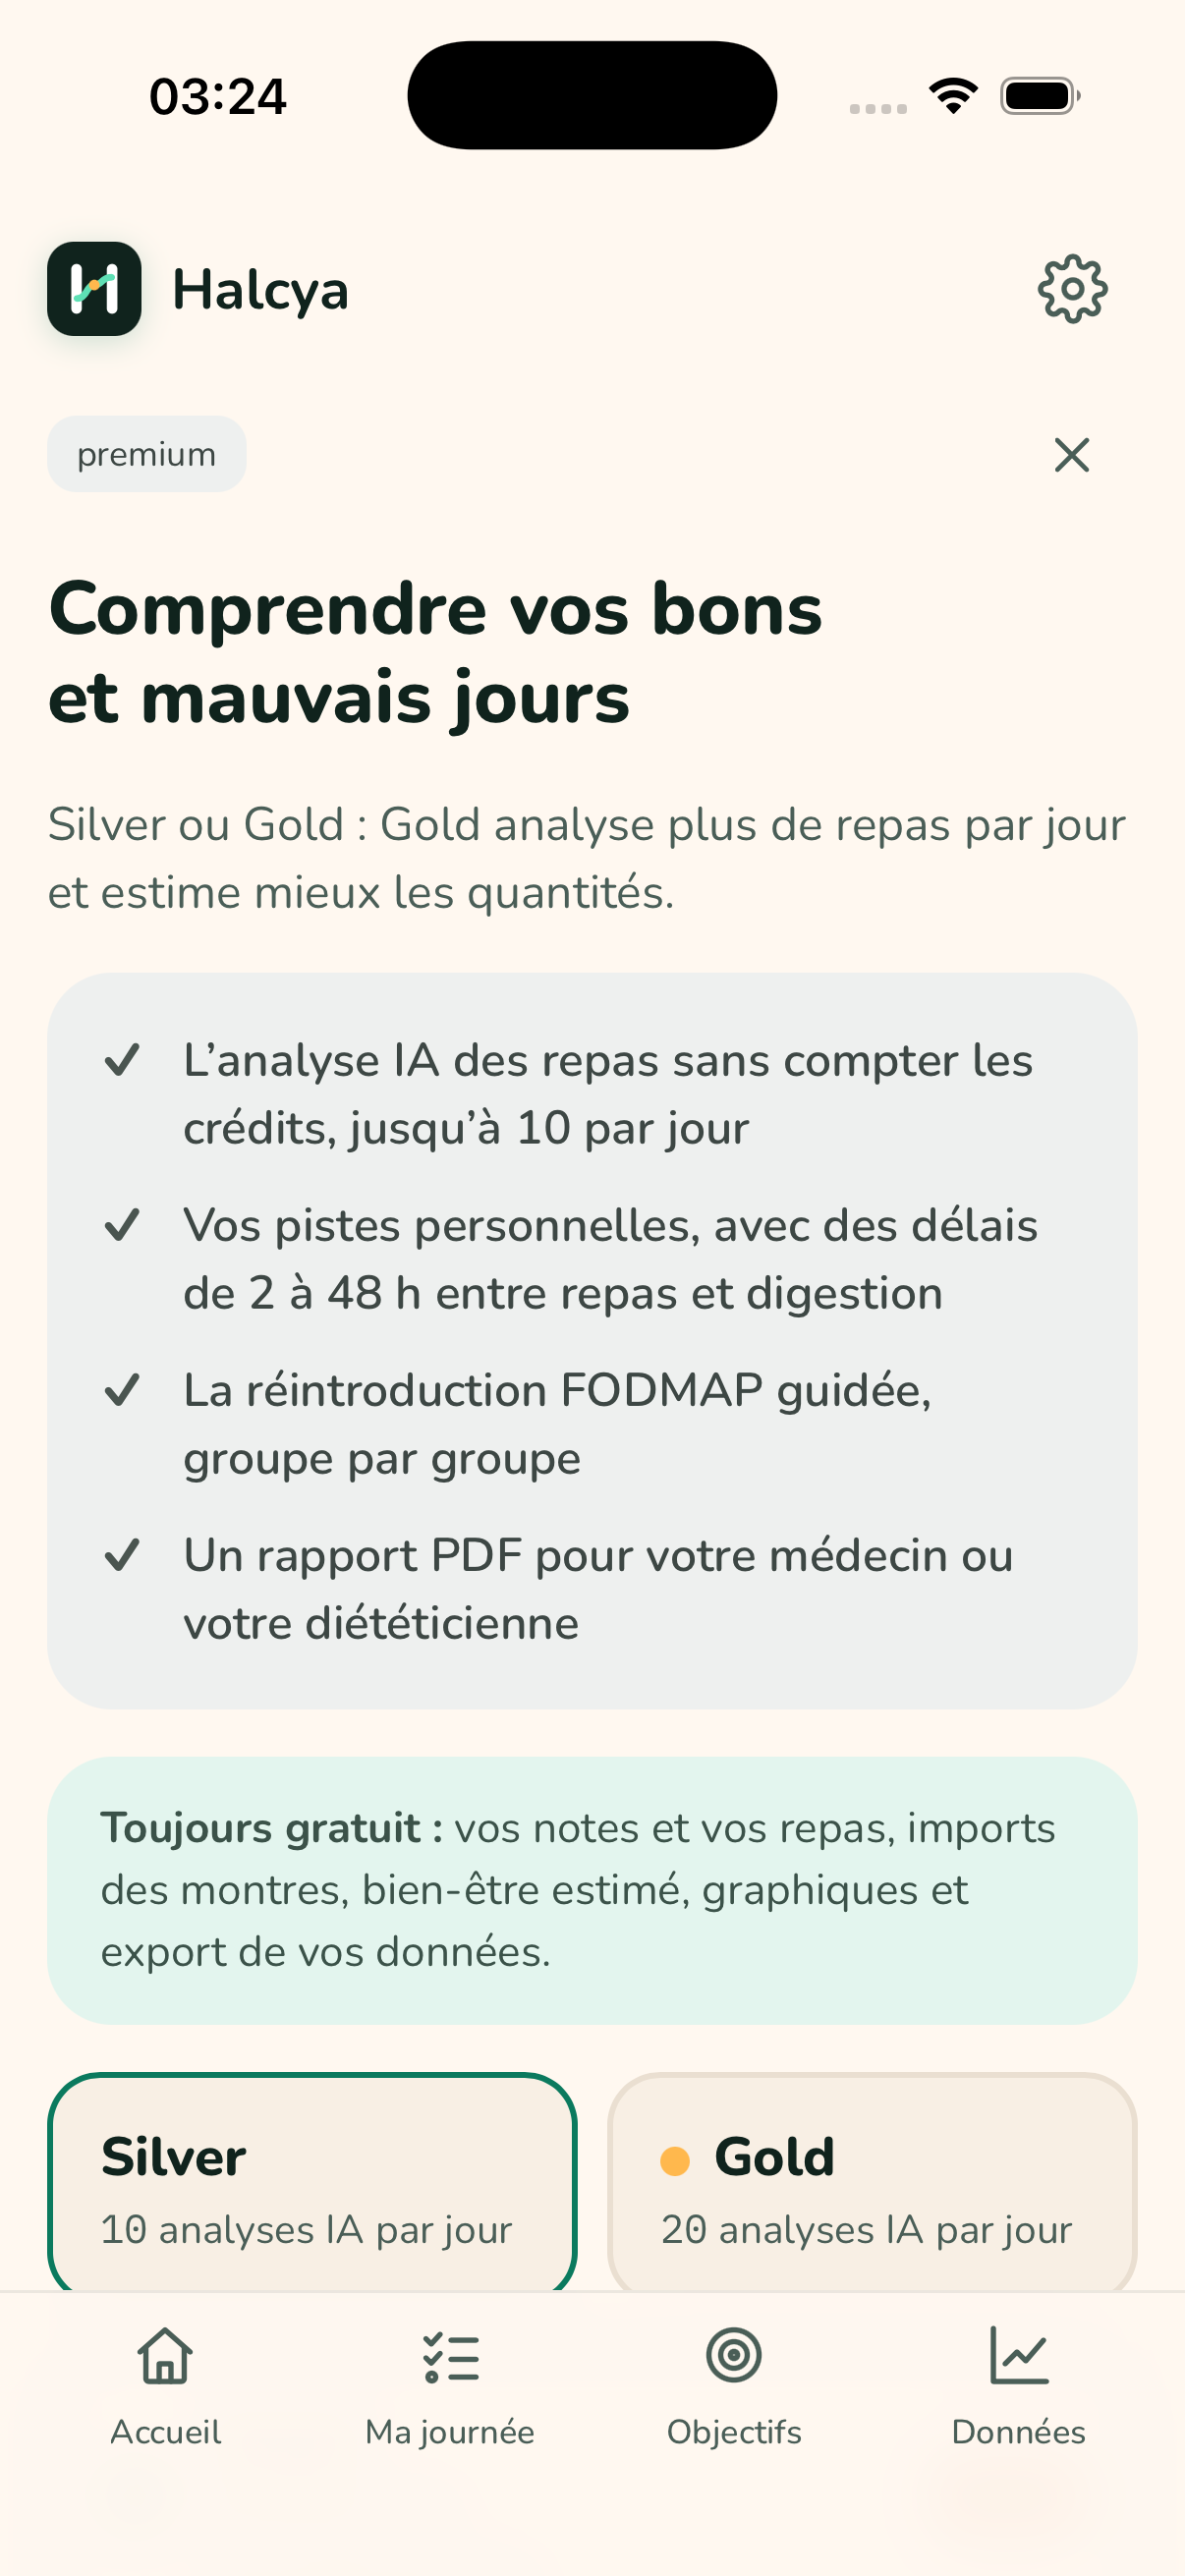 03:24
Halcya
premium
Comprendre vos bons
et mauvais jours
Silver ou Gold : Gold analyse plus de repas par jour
et estime mieux les quantités.
L’analyse IA des repas sans compter les
crédits, jusqu’à 10 par jour
Vos pistes personnelles, avec des délais
de 2 à 48 h entre repas et digestion
La réintroduction FODMAP guidée,
groupe par groupe
Un rapport PDF pour votre médecin ou
votre diététicienne
Toujours gratuit : vos notes et vos repas, imports
des montres, bien-être estimé, graphiques et
export de vos données.
Silver
10 analyses IA par jour
Gold
20 analyses IA par jour
Accueil
Ma journée
Objectifs
Données